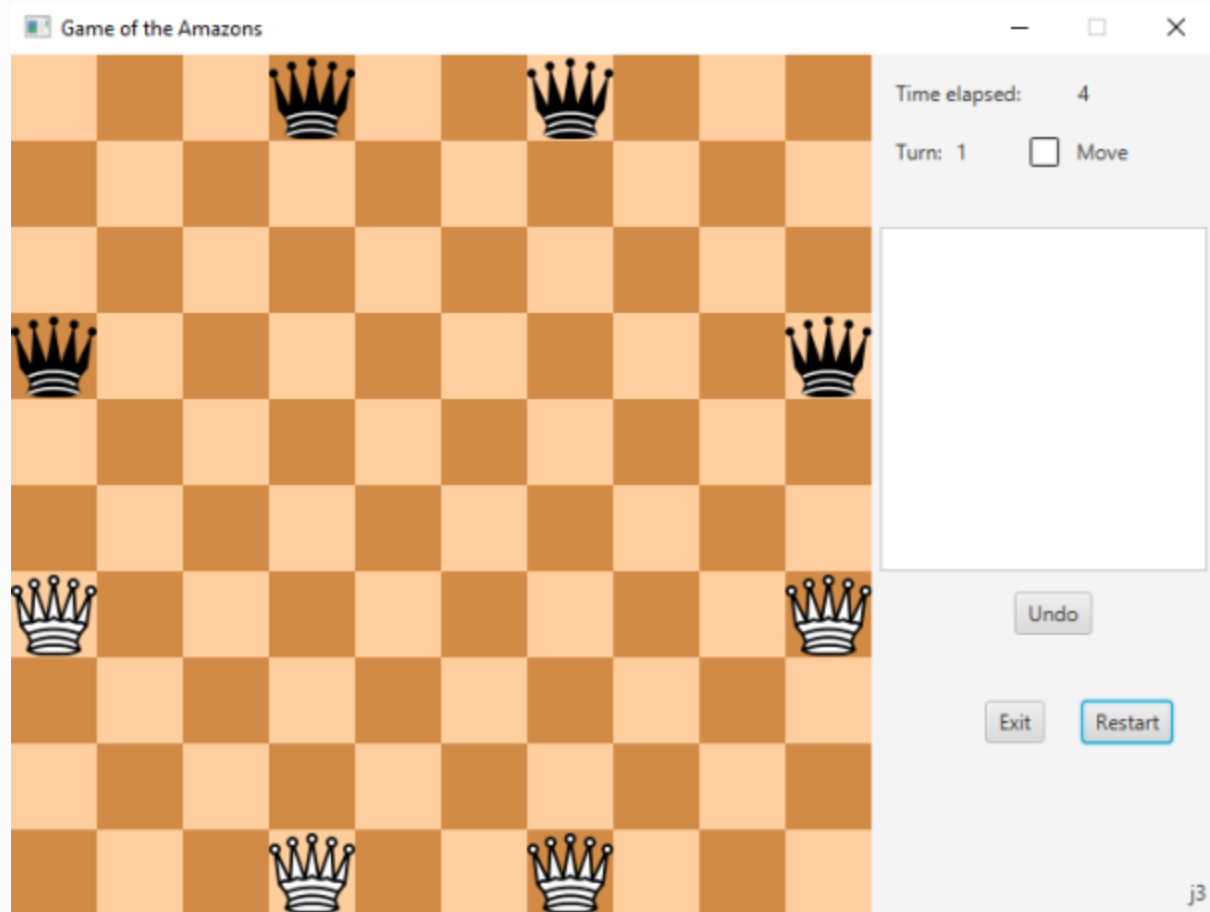 Game of the Amazons
Time elapsed: 4
Turn: 1 Move
Undo
Exit Restart
j3